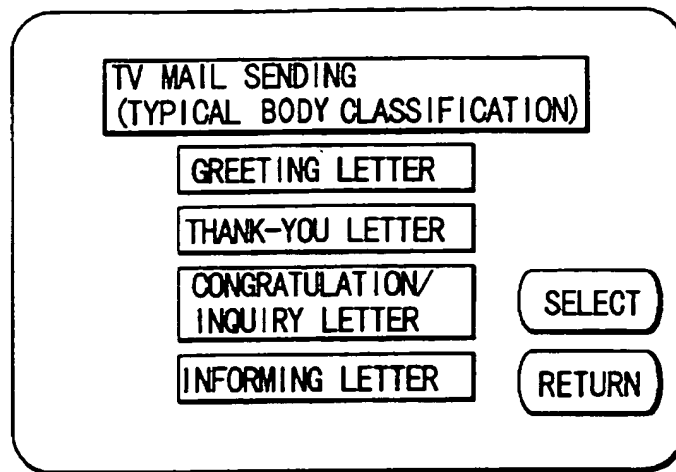 TV MAIL SENDING
(TYPICAL BODY CLASSIFICATION)
GREETING LETTER
THANK-YOU LETTER
CONGRATULATION/
INQUIRY LETTER
SELECT
INFORMING LETTER
RETURN